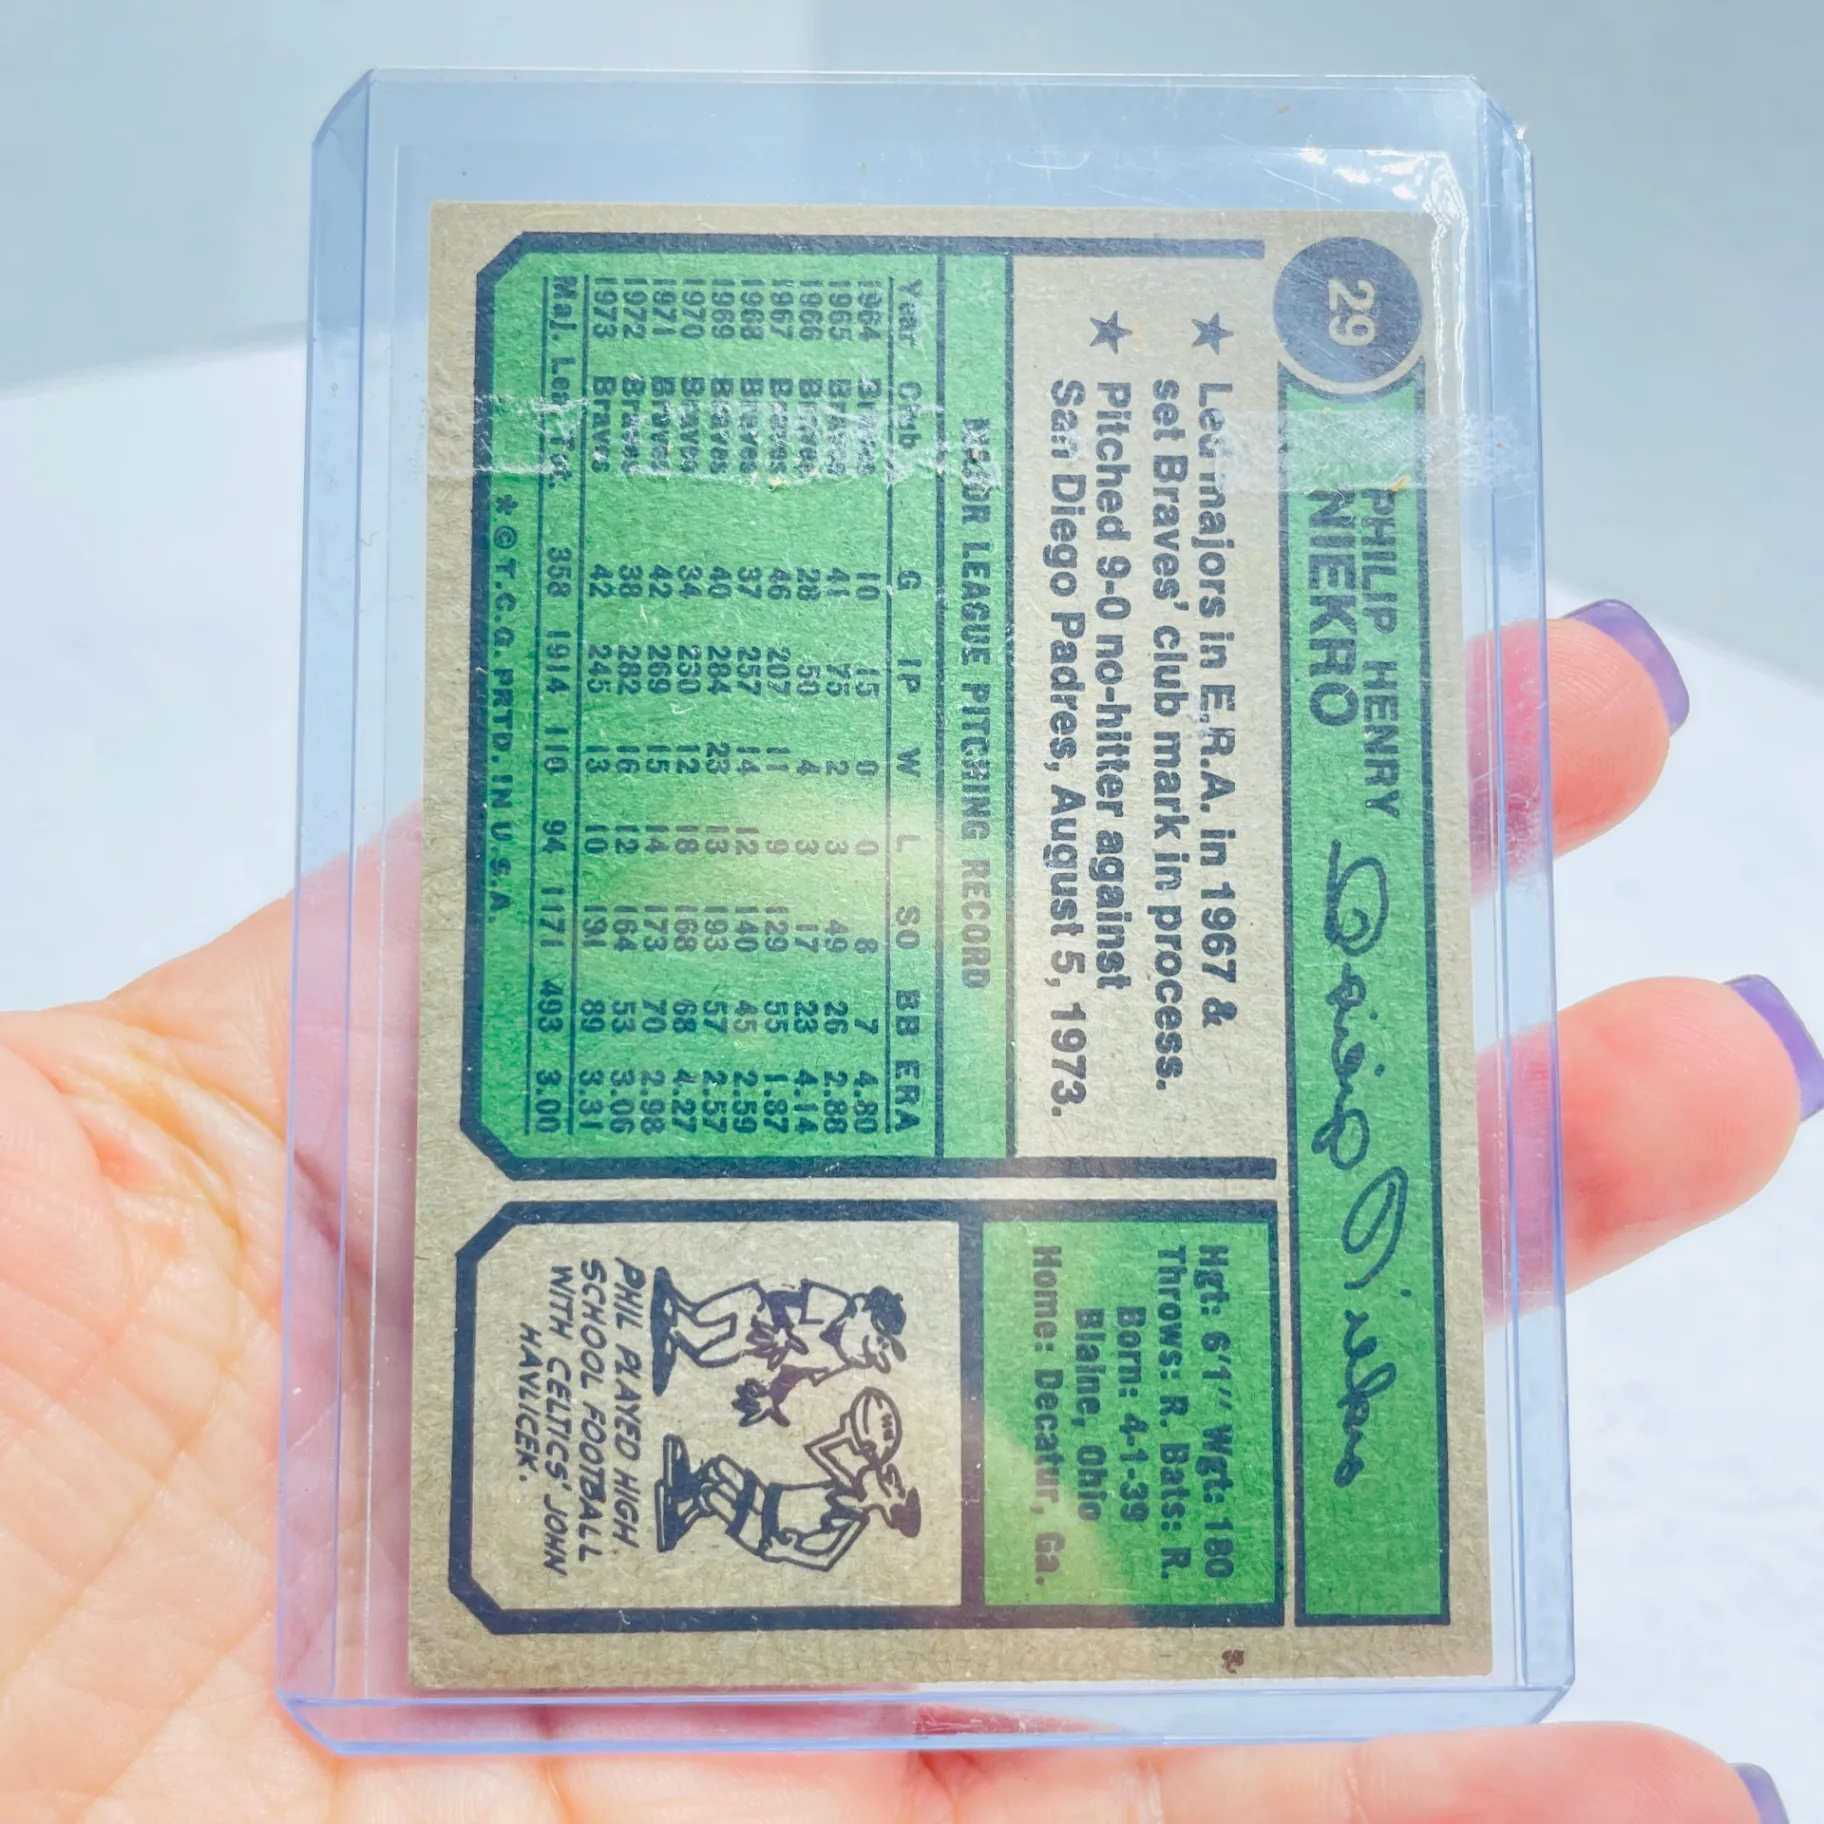 29
PHILIP HENRY
NIEKRO
★ Led majors in E.R.A. in 1967 &
set Braves' club mark in process.
★ Pitched 9-0 no-hitter against
San Diego Padres, August 5, 1973.
MAJOR LEAGUE PITCHING RECORD
Year Club G IP W L SO BB ERA
1964 Braves 10 15 0 0 8 7 4.80
1965 Braves 41 75 2 3 49 26 2.88
1966 Braves 28 50 4 3 17 23 4.14
1967 Braves 46 207 11 9 129 55 1.87
1968 Braves 37 257 14 12 140 45 2.59
1969 Braves 40 284 23 13 193 57 2.57
1970 Braves 34 230 12 18 168 68 4.27
1971 Braves 42 269 15 14 173 70 2.98
1972 Braves 38 282 16 12 164 53 3.06
1973 Braves 42 245 13 10 191 89 3.31
Maj. Lea. Tot. 358 1914 110 94 1171 493 3.00
* © T.C.G. PRTD. IN U.S.A.
Hgt: 6'1" Wgt: 180
Throws: R. Bats: R.
Born: 4-1-39
Blaine, Ohio
Home: Decatur, Ga.
PHIL PLAYED HIGH
SCHOOL FOOTBALL
WITH CELTICS' JOHN
HAVLICEK.